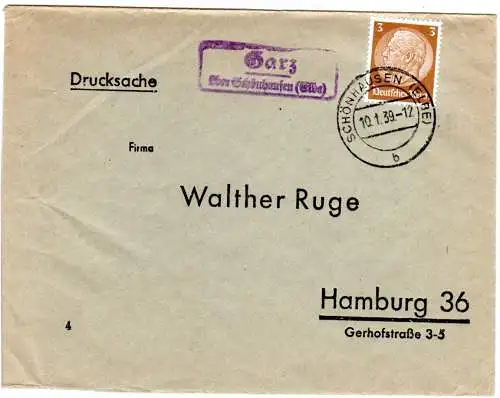 Garz
über Schönhausen (Elbe)
3 3
Deutsches
SCHÖNHAUSEN (ELBE)
10.1.39.-12
b
Drucksache
Firma
Walther Ruge
Hamburg 36
Gerhofstraße 3-5
4